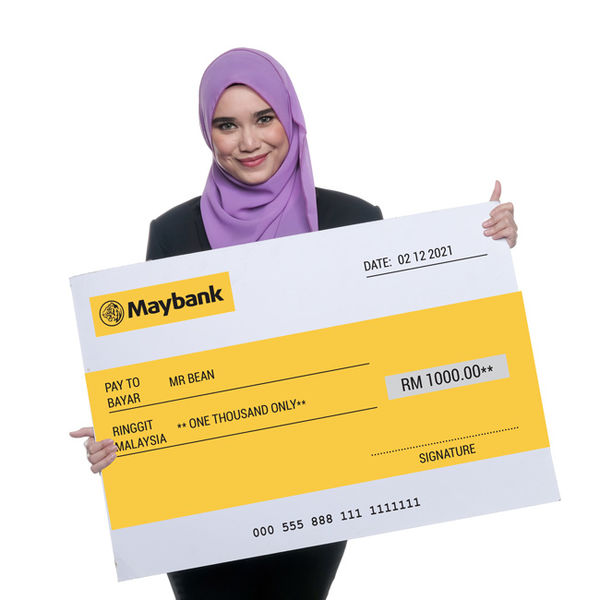 DATE: 02 12 2021
Maybank
PAY TO MR BEAN
BAYAR
RM 1000.00**
RINGGIT ** ONE THOUSAND ONLY**
MALAYSIA
SIGNATURE
000 555 888 111 1111111